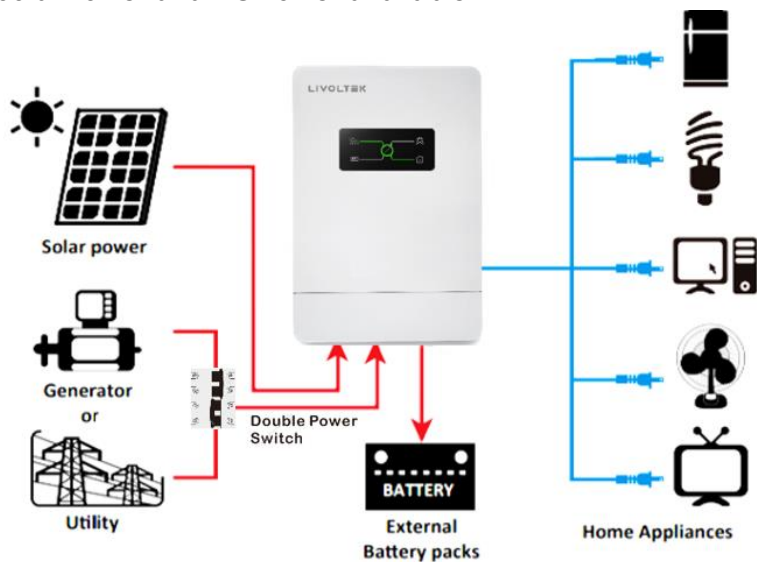 LIVOLTEK
Solar power
Generator
or
Utility
Double Power
Switch
BATTERY
External
Battery packs
Home Appliances